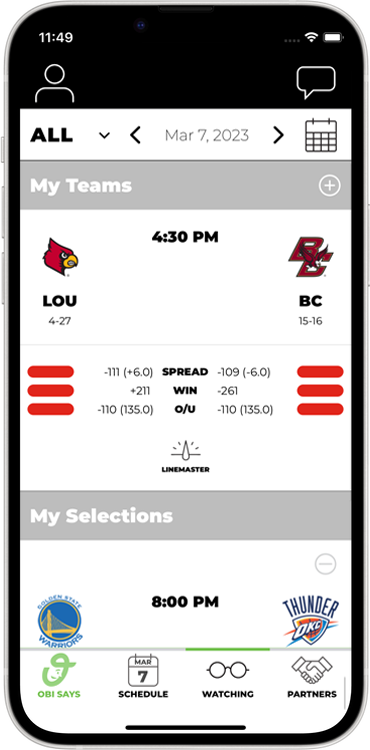 11:49
ALL Mar 7, 2023
My Teams
4:30 PM
BC
LOU BC
4-27 15-16
-111 (+6.0) SPREAD -109 (-6.0)
+211 WIN -261
-110 (135.0) O/U -110 (135.0)
LINEMASTER
My Selections
8:00 PM
GOLDEN STATE WARRIORS
THUNDER
OKC
MAR
7
OBI SAYS SCHEDULE WATCHING PARTNERS